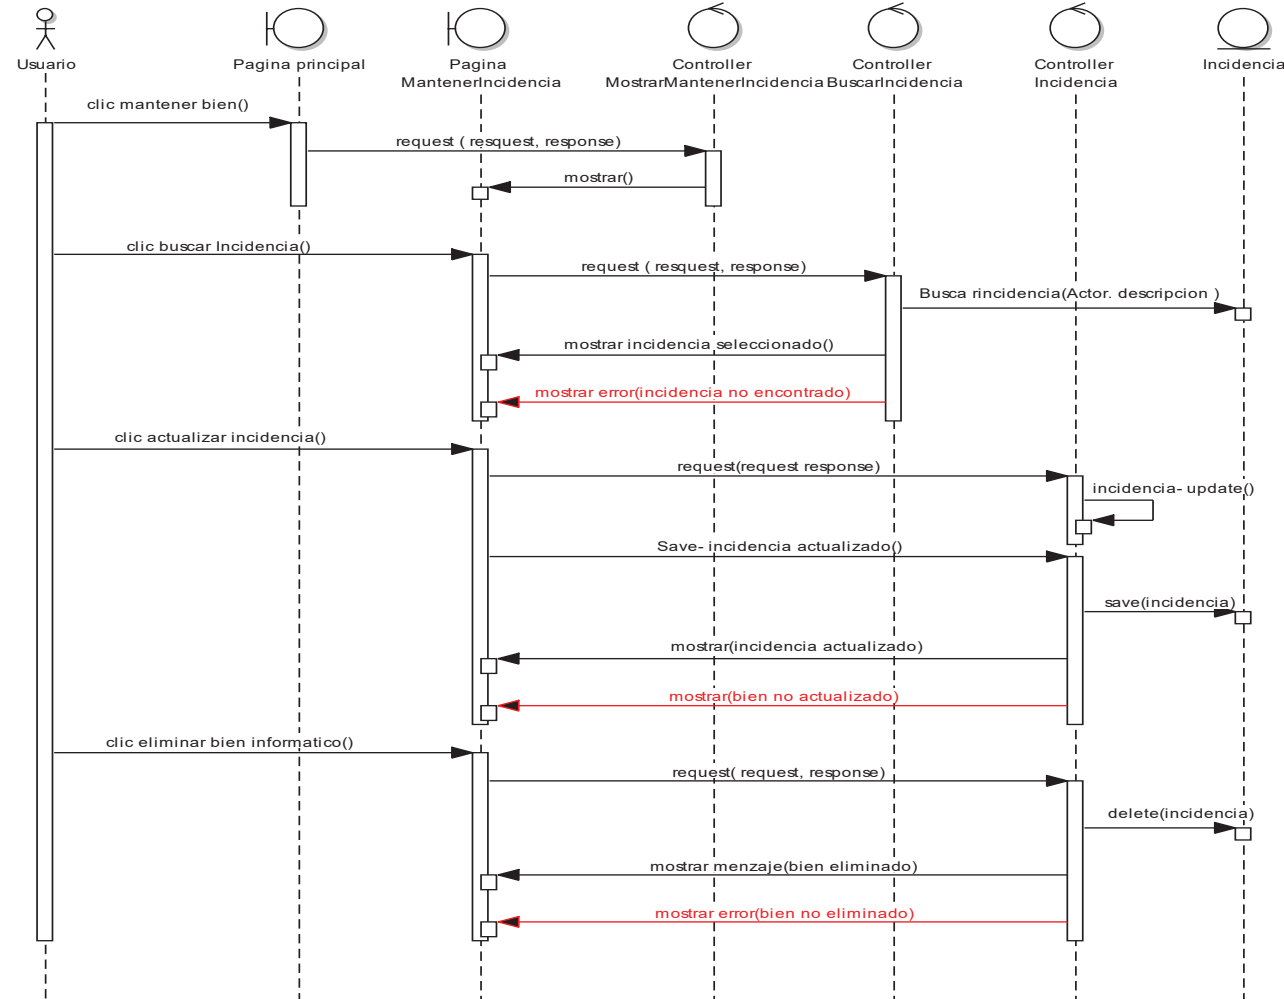 Usuario
Pagina principal
Pagina
MantenerIncidencia
Controller
MostrarMantenerIncidencia
Controller
BuscarIncidencia
Controller
Incidencia
Incidencia
clic mantener bien()
request ( resquest, response)
mostrar()
clic buscar Incidencia()
request ( resquest, response)
Busca rincidencia(Actor. descripcion )
mostrar incidencia seleccionado()
mostrar error(incidencia no encontrado)
clic actualizar incidencia()
request(request response)
incidencia- update()
Save- incidencia actualizado()
save(incidencia)
mostrar(incidencia actualizado)
mostrar(bien no actualizado)
clic eliminar bien informatico()
request( request, response)
delete(incidencia)
mostrar menzaje(bien eliminado)
mostrar error(bien no eliminado)